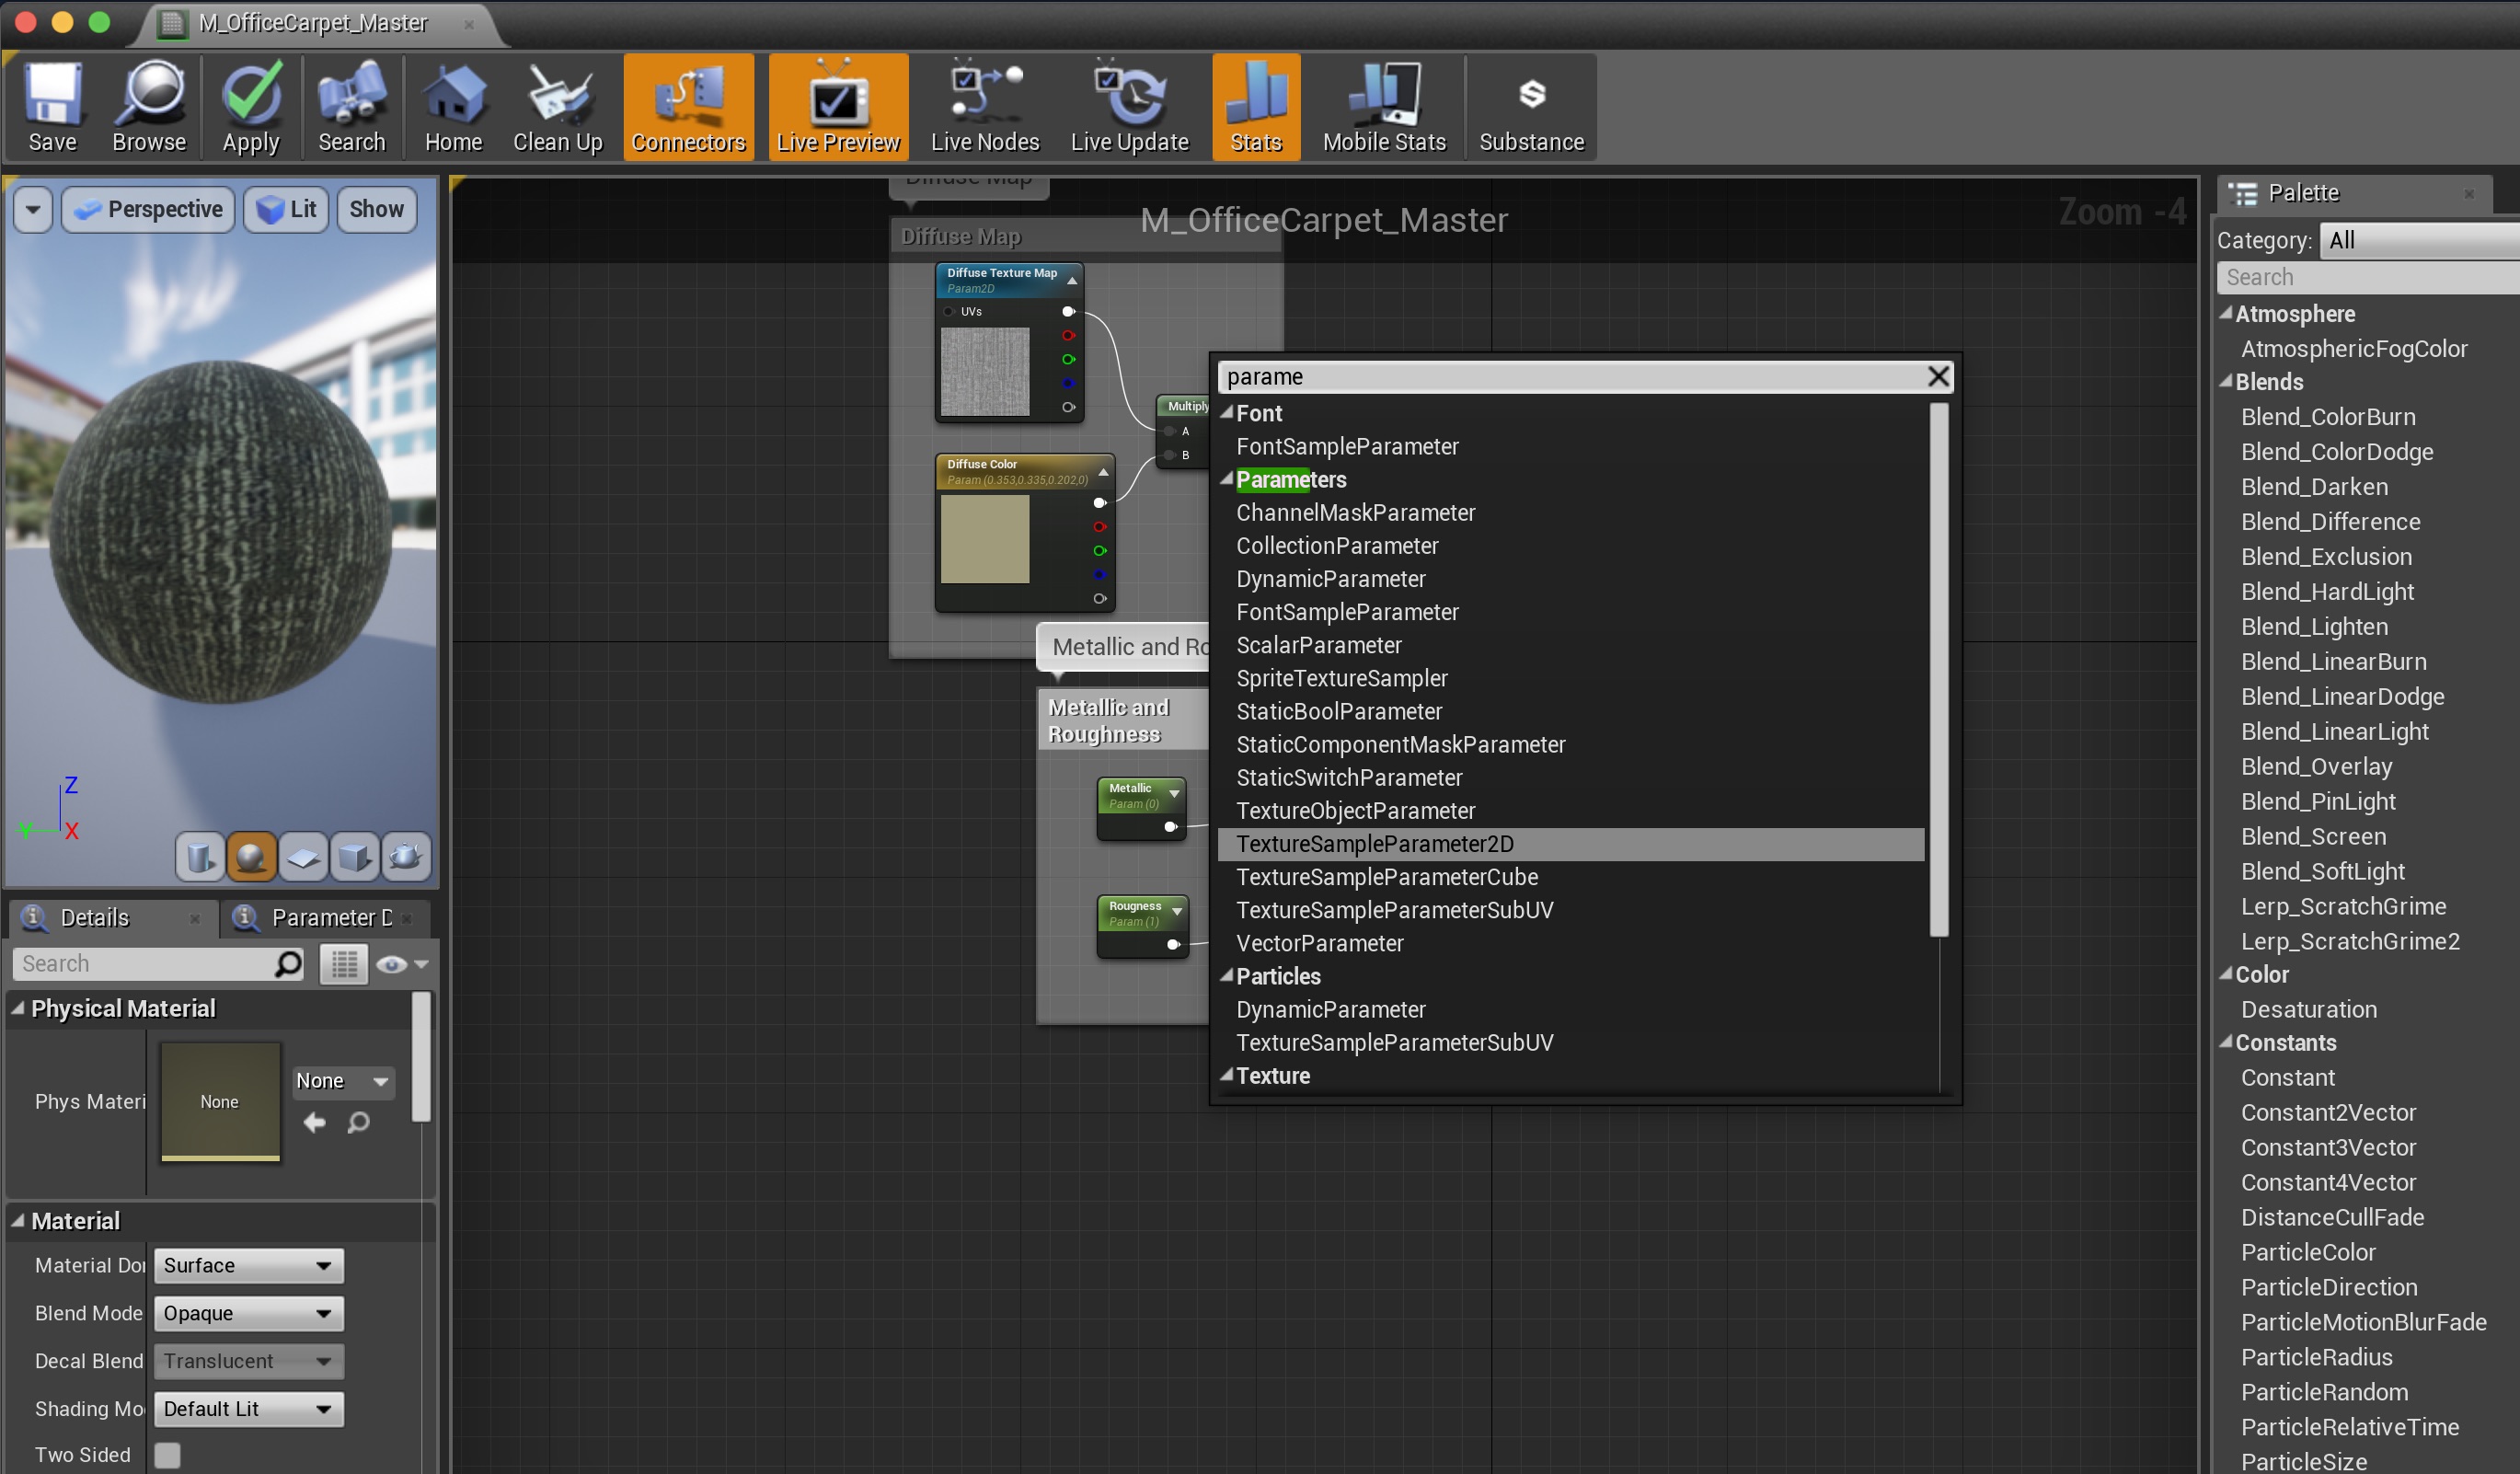 M_OfficeCarpet_Master
Save
Browse
Apply
Search
Home
Clean Up
Connectors
Live Preview
Live Nodes
Live Update
Stats
Mobile Stats
Substance
Perspective
Lit
Show
Z
Y
X
Details
Parameter D
Search
Physical Material
Phys Materi
None
None
Material
Material Do
Surface
Blend Mode
Opaque
Decal Blend
Translucent
Shading Mo
Default Lit
Two Sided
Diffuse Map
M_OfficeCarpet_Master
Zoom -4
Diffuse Map
Diffuse Texture Map
Param2D
UVs
Multiply
A
B
Diffuse Color
Param (0.353,0.335,0.202,0)
Metallic and Ro
Metallic and
Roughness
Metallic
Param (0)
Rougness
Param (1)
parame
Font
FontSampleParameter
Parameters
ChannelMaskParameter
CollectionParameter
DynamicParameter
FontSampleParameter
ScalarParameter
SpriteTextureSampler
StaticBoolParameter
StaticComponentMaskParameter
StaticSwitchParameter
TextureObjectParameter
TextureSampleParameter2D
TextureSampleParameterCube
TextureSampleParameterSubUV
VectorParameter
Particles
DynamicParameter
TextureSampleParameterSubUV
Texture
Palette
Category:
All
Search
Atmosphere
AtmosphericFogColor
Blends
Blend_ColorBurn
Blend_ColorDodge
Blend_Darken
Blend_Difference
Blend_Exclusion
Blend_HardLight
Blend_Lighten
Blend_LinearBurn
Blend_LinearDodge
Blend_LinearLight
Blend_Overlay
Blend_PinLight
Blend_Screen
Blend_SoftLight
Lerp_ScratchGrime
Lerp_ScratchGrime2
Color
Desaturation
Constants
Constant
Constant2Vector
Constant3Vector
Constant4Vector
DistanceCullFade
ParticleColor
ParticleDirection
ParticleMotionBlurFade
ParticleRadius
ParticleRandom
ParticleRelativeTime
ParticleSize